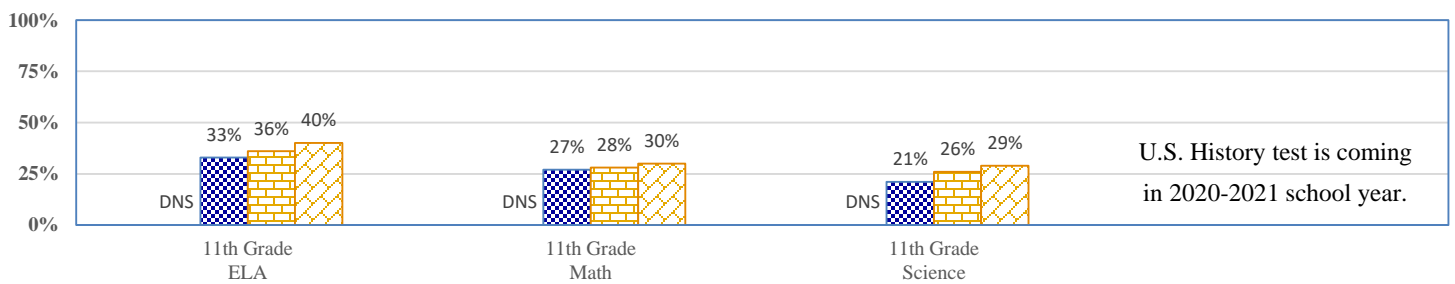 100%
75%
50%
25%
0%
DNS 33% 36% 40%
DNS 27% 28% 30%
DNS 21% 26% 29%
11th Grade
ELA
11th Grade
Math
11th Grade
Science
U.S. History test is coming
in 2020-2021 school year.